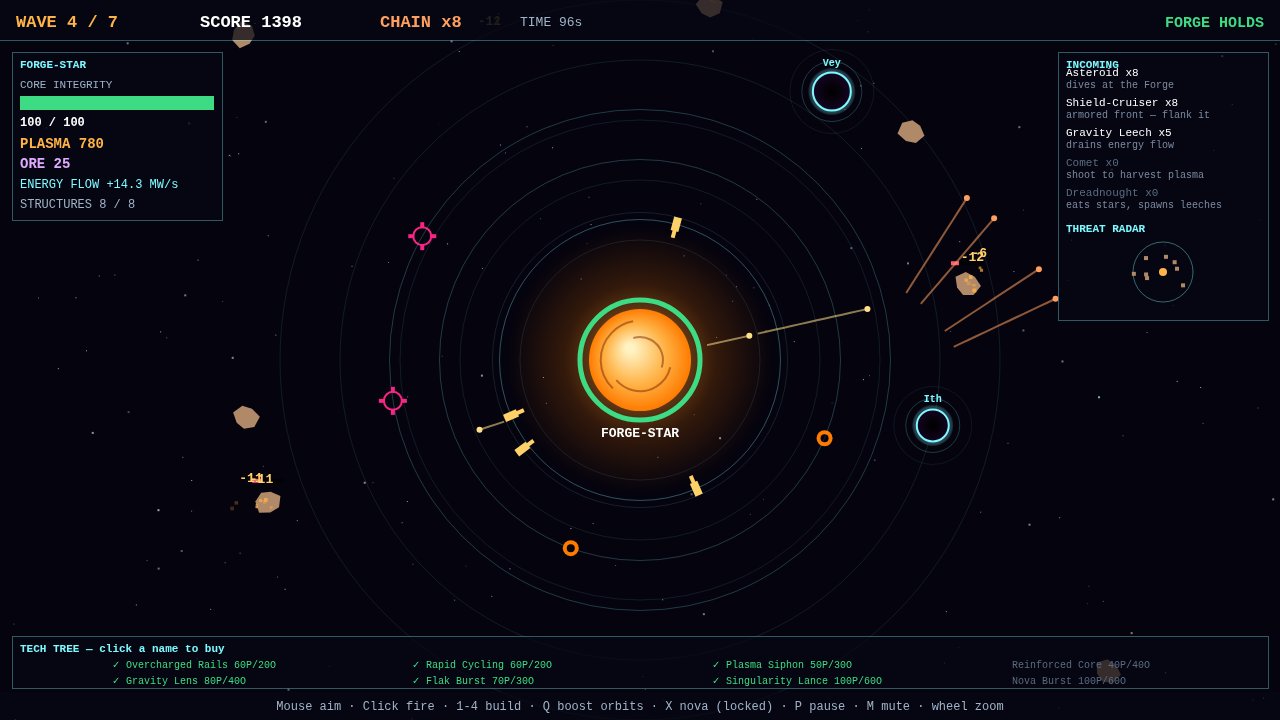 WAVE 4 / 7
SCORE 1398
CHAIN x8
-12
TIME 96s
FORGE HOLDS
FORGE-STAR
CORE INTEGRITY
100 / 100
PLASMA 780
ORE 25
ENERGY FLOW +14.3 MW/s
STRUCTURES 8 / 8
Vey
INCOMING
Asteroid x8
dives at the Forge
Shield-Cruiser x8
armored front — flank it
Gravity Leech x5
drains energy flow
Comet x0
shoot to harvest plasma
Dreadnought x0
eats stars, spawns leeches
THREAT RADAR
-6
-12
Ith
FORGE-STAR
-11
-11
TECH TREE — click a name to buy
✓ Overcharged Rails 60P/20O
✓ Rapid Cycling 60P/20O
✓ Plasma Siphon 50P/30O
Reinforced Core 40P/40O
✓ Gravity Lens 80P/40O
✓ Flak Burst 70P/30O
✓ Singularity Lance 100P/60O
Nova Burst 100P/60O
Mouse aim · Click fire · 1-4 build · Q boost orbits · X nova (locked) · P pause · M mute · wheel zoom